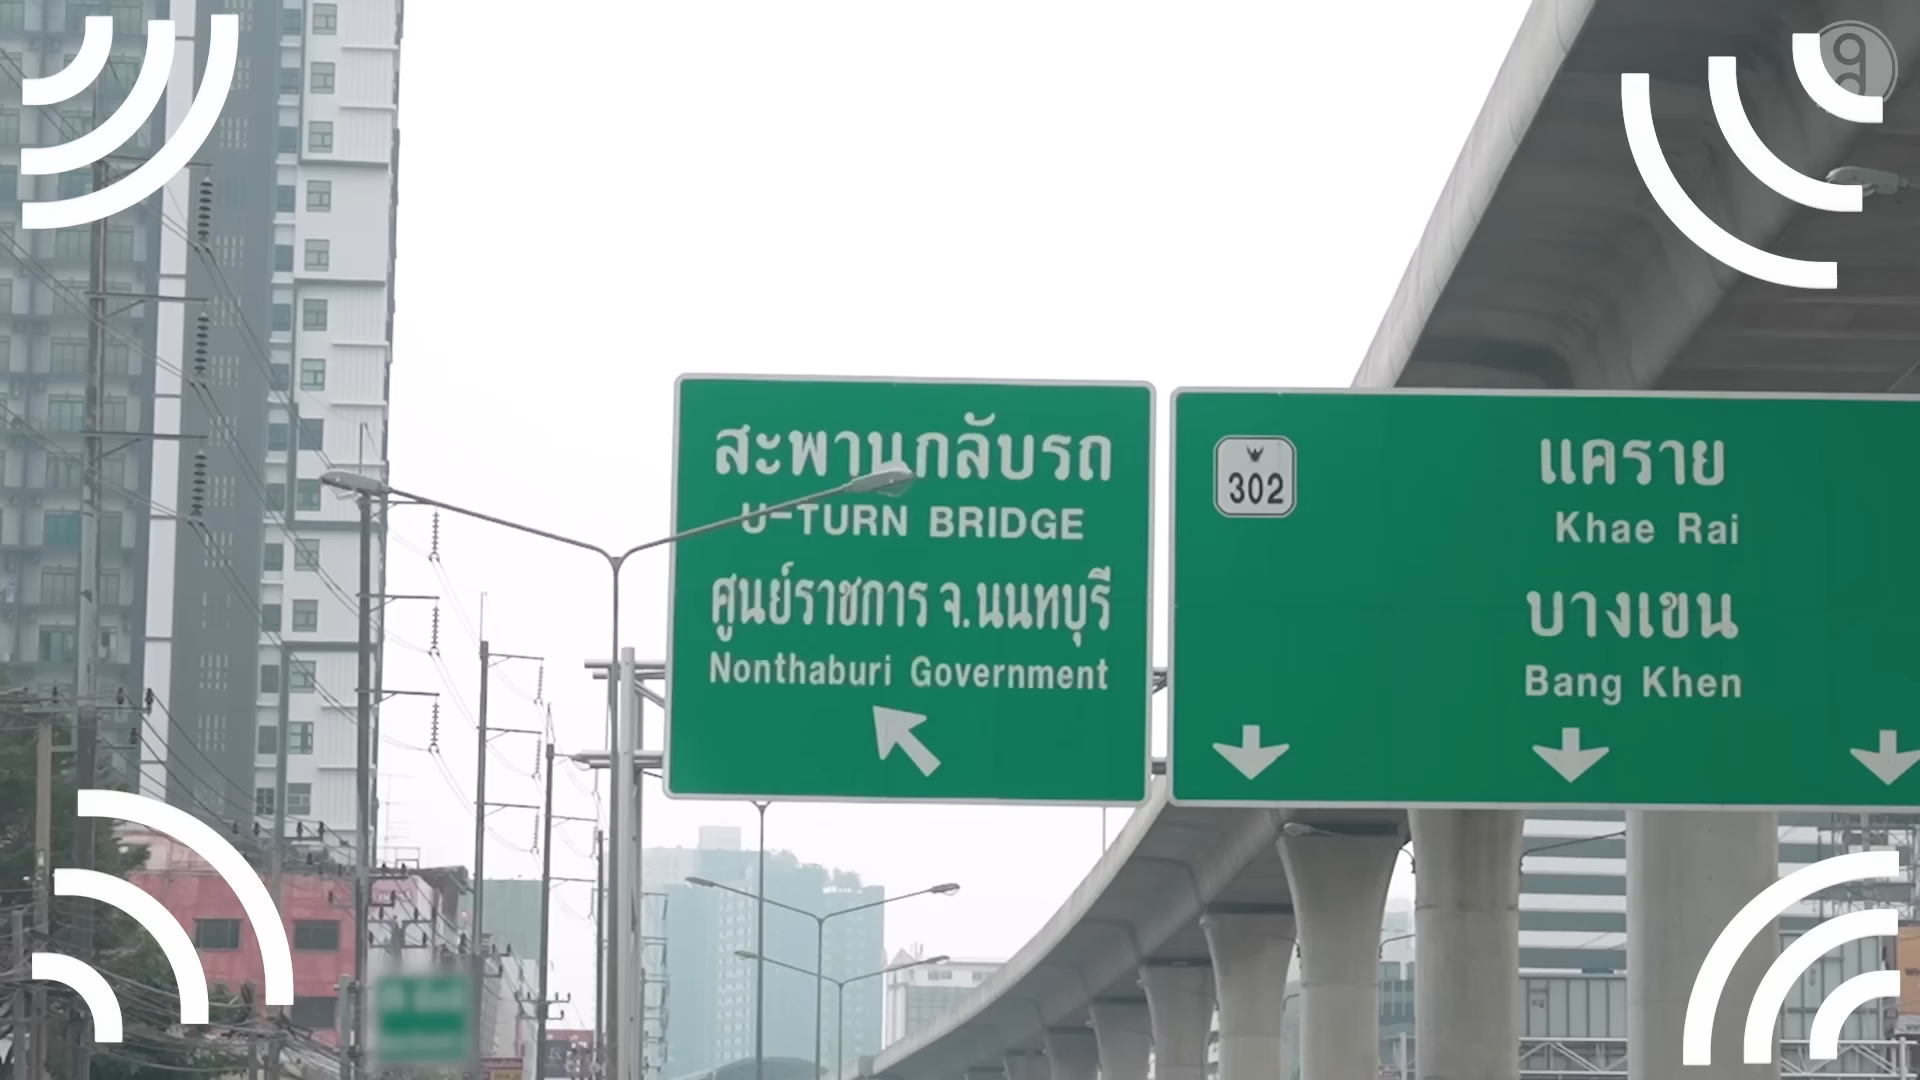 สะพานกลับรถ
U-TURN BRIDGE
ศูนย์ราชการ จ.นนทบุรี
Nonthaburi Government
302
แคราย
Khae Rai
บางเขน
Bang Khen